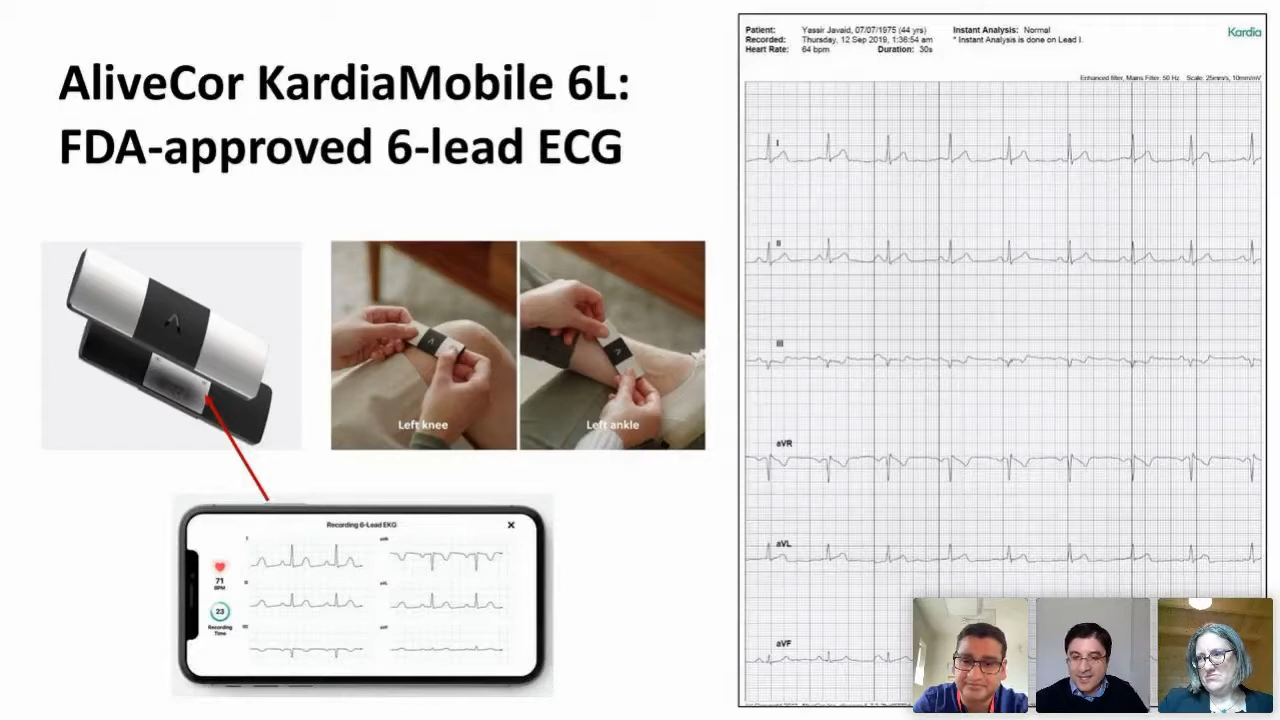 AliveCor KardiaMobile 6L:
FDA-approved 6-lead ECG
Left knee
Left ankle
Recording 6-Lead EKG
71
BPM
23
Recording
Time
Patient: Yassir Javaid, 07/07/1975 (44 yrs) Instant Analysis: Normal
Recorded: Thursday, 12 Sep 2019, 1:36:54 am * Instant Analysis is done on Lead I.
Heart Rate: 64 bpm Duration: 30s
Kardia
Enhanced filter, Mains Filter: 50 Hz Scale: 25mm/s, 10mm/mV
I
II
III
aVR
aVL
aVF